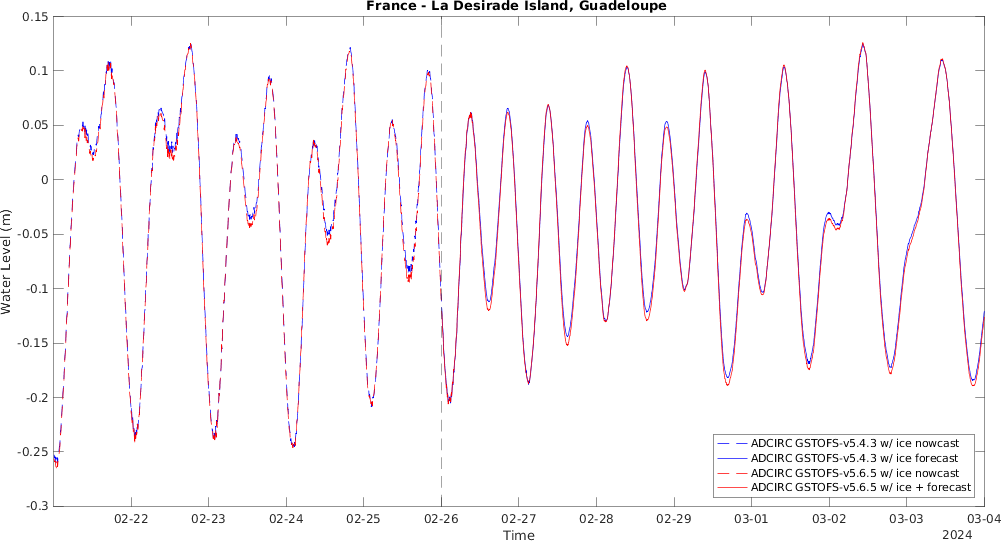 France - La Desirade Island, Guadeloupe
0.15
0.1
0.05
0
-0.05
-0.1
-0.15
-0.2
-0.25
-0.3
Water Level (m)
ADCIRC GSTOFS-v5.4.3 w/ ice nowcast
ADCIRC GSTOFS-v5.4.3 w/ ice forecast
ADCIRC GSTOFS-v5.6.5 w/ ice nowcast
ADCIRC GSTOFS-v5.6.5 w/ ice + forecast
02-22 02-23 02-24 02-25 02-26 02-27 02-28 02-29 03-01 03-02 03-03 03-04
Time
2024